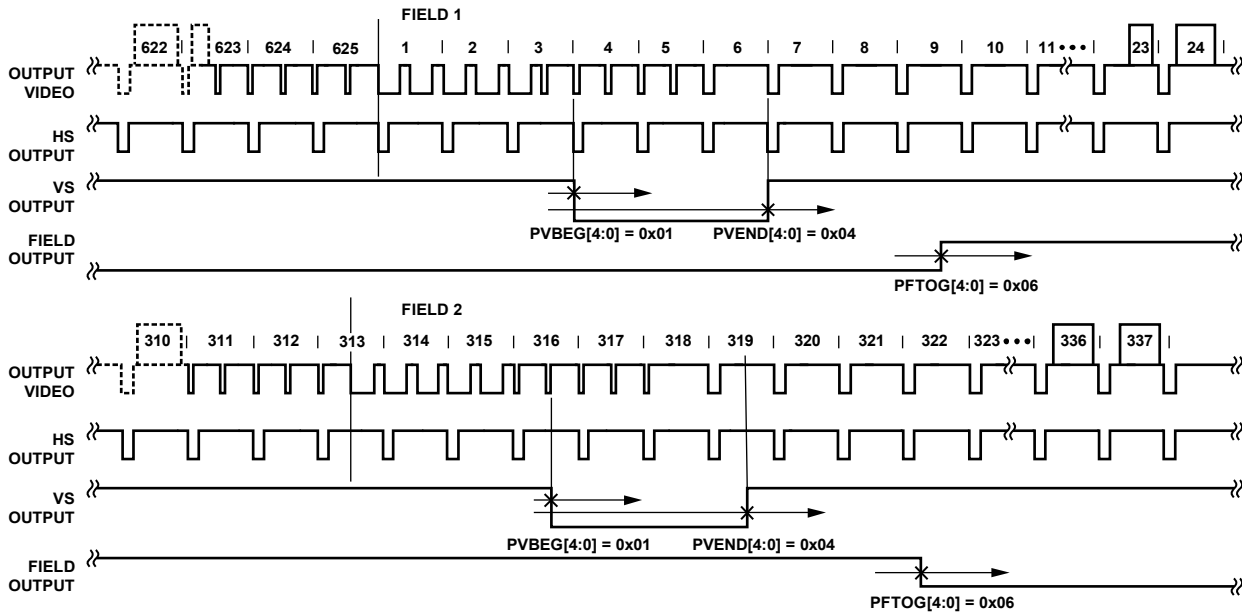 FIELD 1
622 623 624 625 1 2 3 4 5 6 7 8 9 10 11 ••• 23 24
OUTPUT
VIDEO
HS
OUTPUT
VS
OUTPUT
PVBEG[4:0] = 0x01 PVEND[4:0] = 0x04
FIELD
OUTPUT
PFTOG[4:0] = 0x06
FIELD 2
310 311 312 313 314 315 316 317 318 319 320 321 322 323 ••• 336 337
OUTPUT
VIDEO
HS
OUTPUT
VS
OUTPUT
PVBEG[4:0] = 0x01 PVEND[4:0] = 0x04
FIELD
OUTPUT
PFTOG[4:0] = 0x06